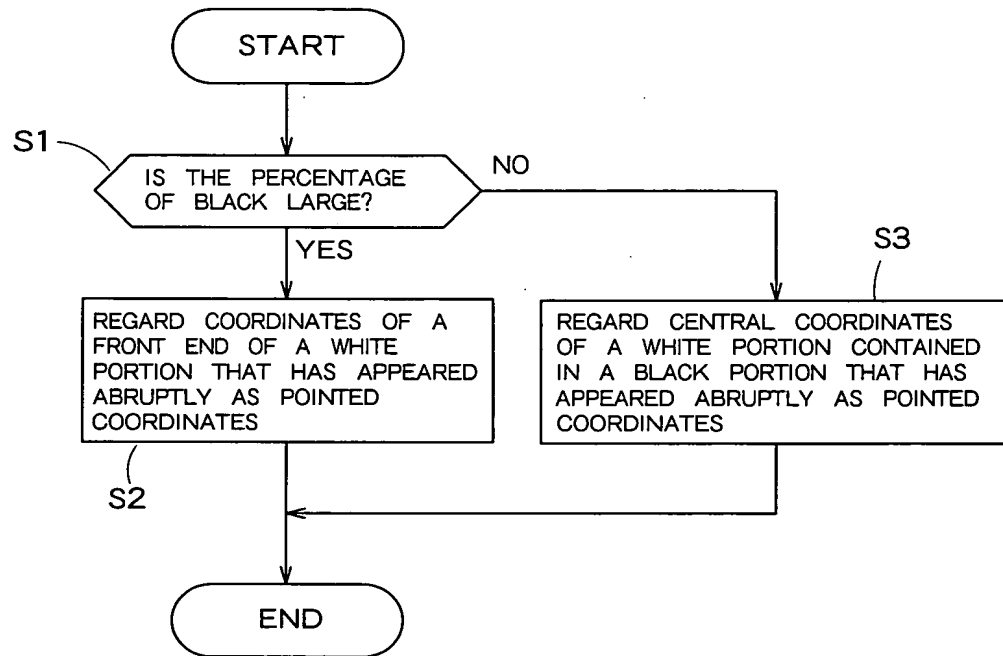 START
S1
IS THE PERCENTAGE
OF BLACK LARGE?
NO
YES
S3
REGARD COORDINATES OF A
FRONT END OF A WHITE
PORTION THAT HAS APPEARED
ABRUPTLY AS POINTED
COORDINATES
S2
REGARD CENTRAL COORDINATES
OF A WHITE PORTION CONTAINED
IN A BLACK PORTION THAT HAS
APPEARED ABRUPTLY AS POINTED
COORDINATES
END